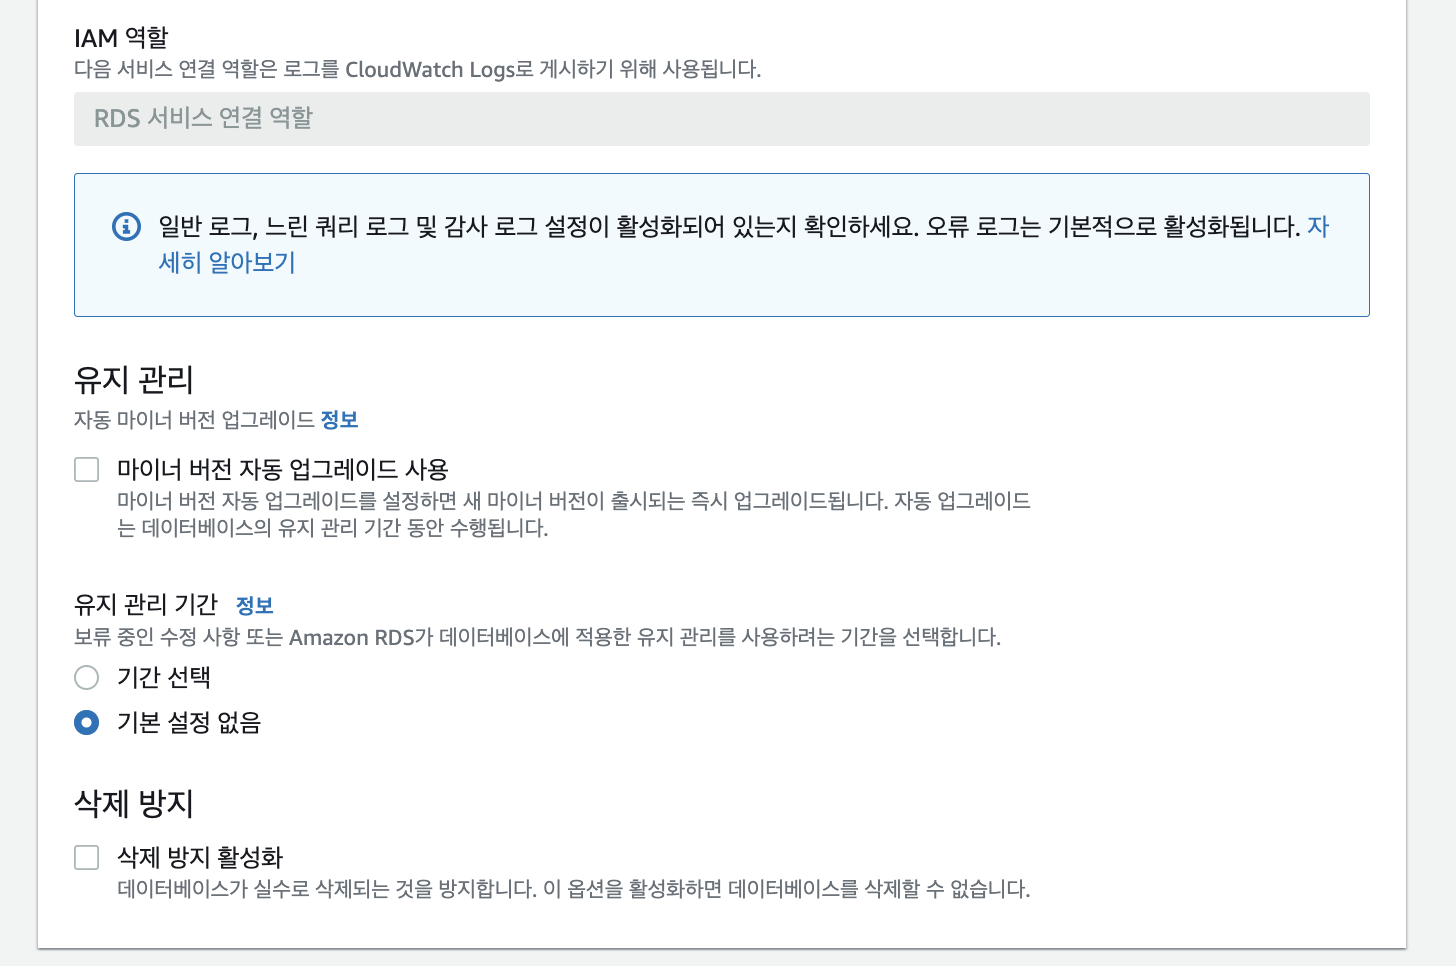 IAM 역할
다음 서비스 연결 역할은 로그를 CloudWatch Logs로 게시하기 위해 사용됩니다.
RDS 서비스 연결 역할
일반 로그, 느린 쿼리 로그 및 감사 로그 설정이 활성화되어 있는지 확인하세요. 오류 로그는 기본적으로 활성화됩니다. 자
세히 알아보기
유지 관리
자동 마이너 버전 업그레이드 정보
마이너 버전 자동 업그레이드 사용
마이너 버전 자동 업그레이드를 설정하면 새 마이너 버전이 출시되는 즉시 업그레이드됩니다. 자동 업그레이드
는 데이터베이스의 유지 관리 기간 동안 수행됩니다.
유지 관리 기간 정보
보류 중인 수정 사항 또는 Amazon RDS가 데이터베이스에 적용한 유지 관리를 사용하려는 기간을 선택합니다.
기간 선택
기본 설정 없음
삭제 방지
삭제 방지 활성화
데이터베이스가 실수로 삭제되는 것을 방지합니다. 이 옵션을 활성화하면 데이터베이스를 삭제할 수 없습니다.